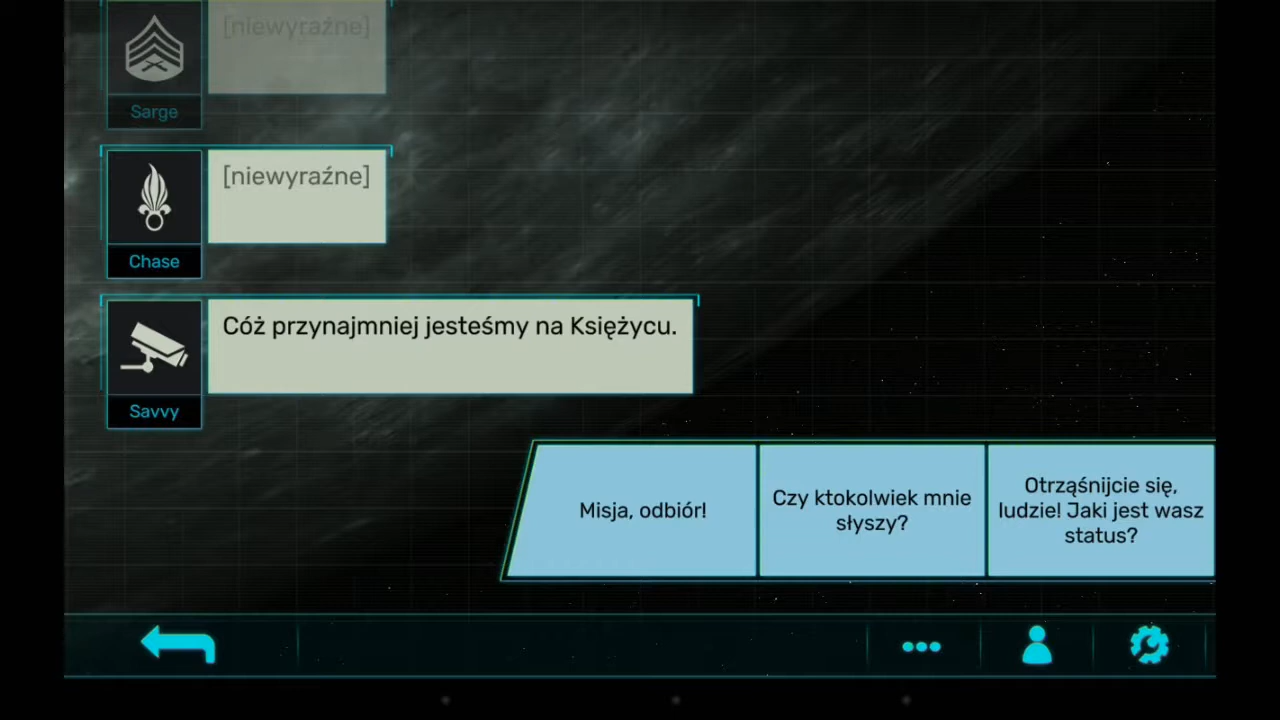 [niewyraźne]
Sarge
[niewyraźne]
Chase
Cóż przynajmniej jesteśmy na Księżycu.
Savvy
Misja, odbiór!
Czy ktokolwiek mnie
słyszy?
Otrząśnijcie się,
ludzie! Jaki jest wasz
status?